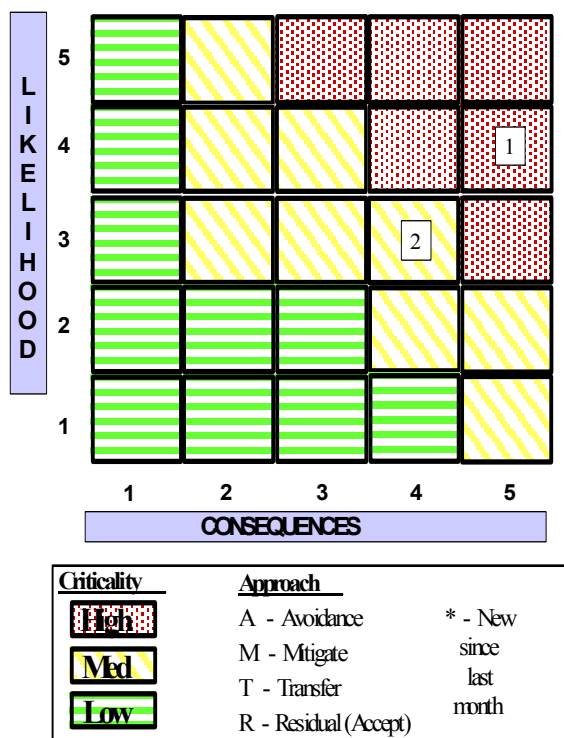 LIKELIHOOD
5
4
1
3
2
2
1
1 2 3 4 5
CONSEQUENCES
Criticality
High
Med
Low
Approach
A - Avoidance
M - Mitigate
T - Transfer
R - Residual (Accept)
* - New
since
last
month